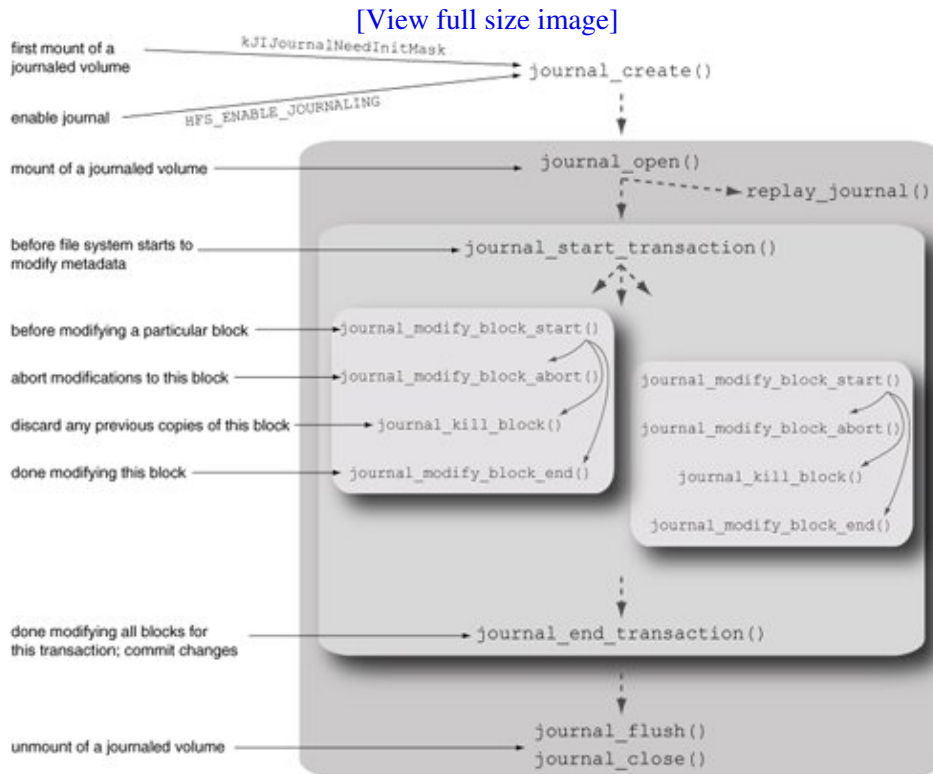 [View full size image]
first mount of a
journaled volume
kJIJournalNeedInitMask
journal_create()
enable journal
HFS_ENABLE_JOURNALING
mount of a journaled volume
journal_open()
replay_journal()
before file system starts to
modify metadata
journal_start_transaction()
before modifying a particular block
journal_modify_block_start()
abort modifications to this block
journal_modify_block_abort()
discard any previous copies of this block
journal_kill_block()
done modifying this block
journal_modify_block_end()
journal_modify_block_start()
journal_modify_block_abort()
journal_kill_block()
journal_modify_block_end()
done modifying all blocks for
this transaction; commit changes
journal_end_transaction()
unmount of a journaled volume
journal_flush()
journal_close()